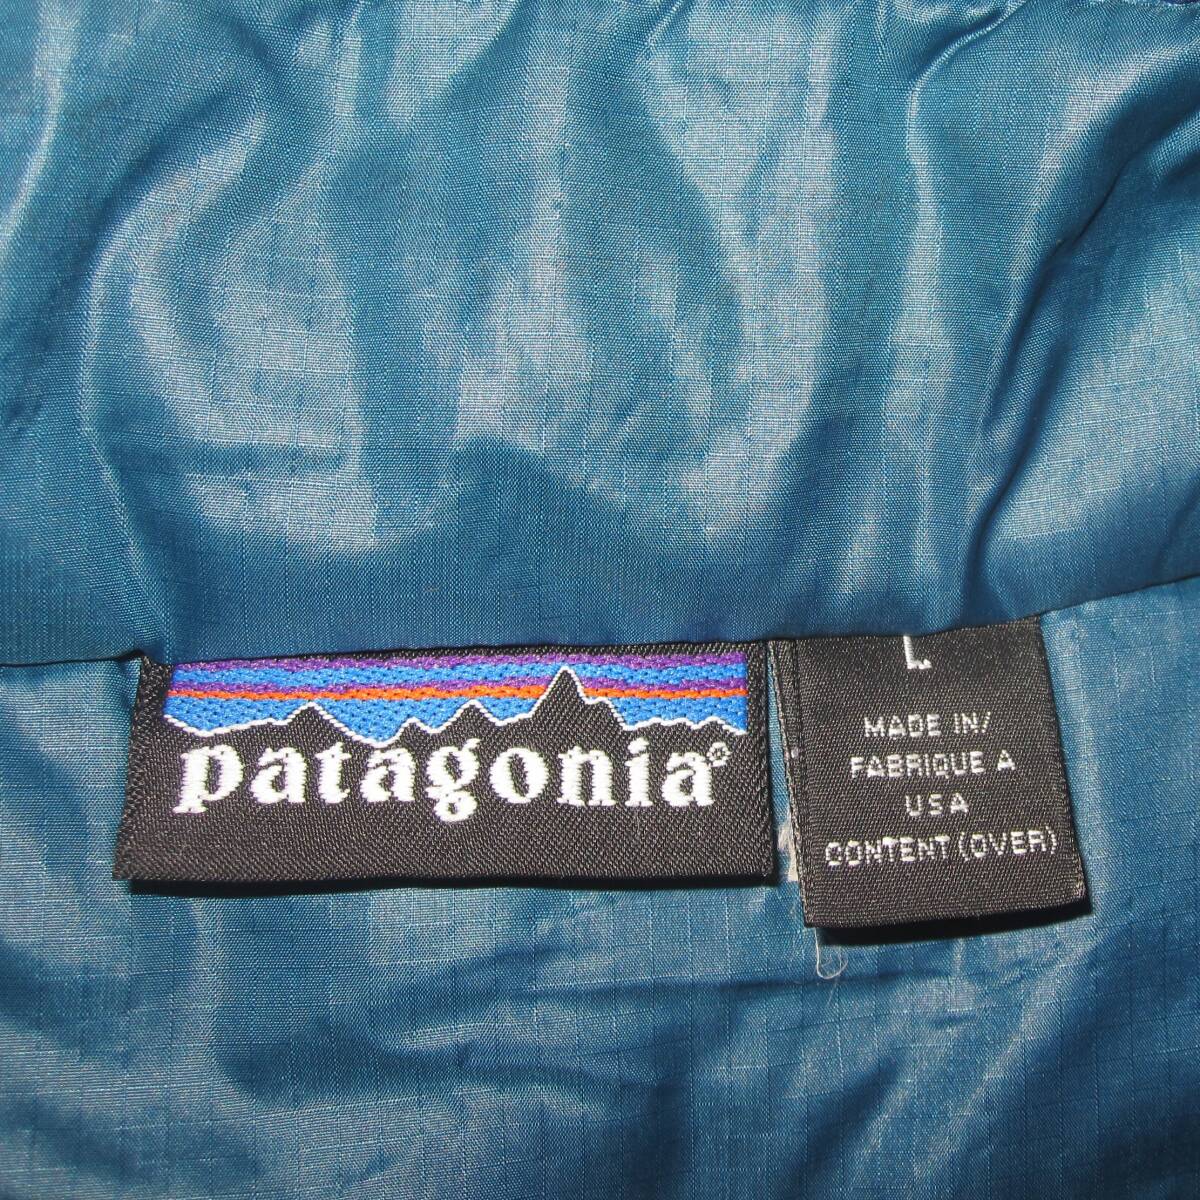 patagonia®
L
MADE IN/
FABRIQUE A
USA
CONTENT (OVER)